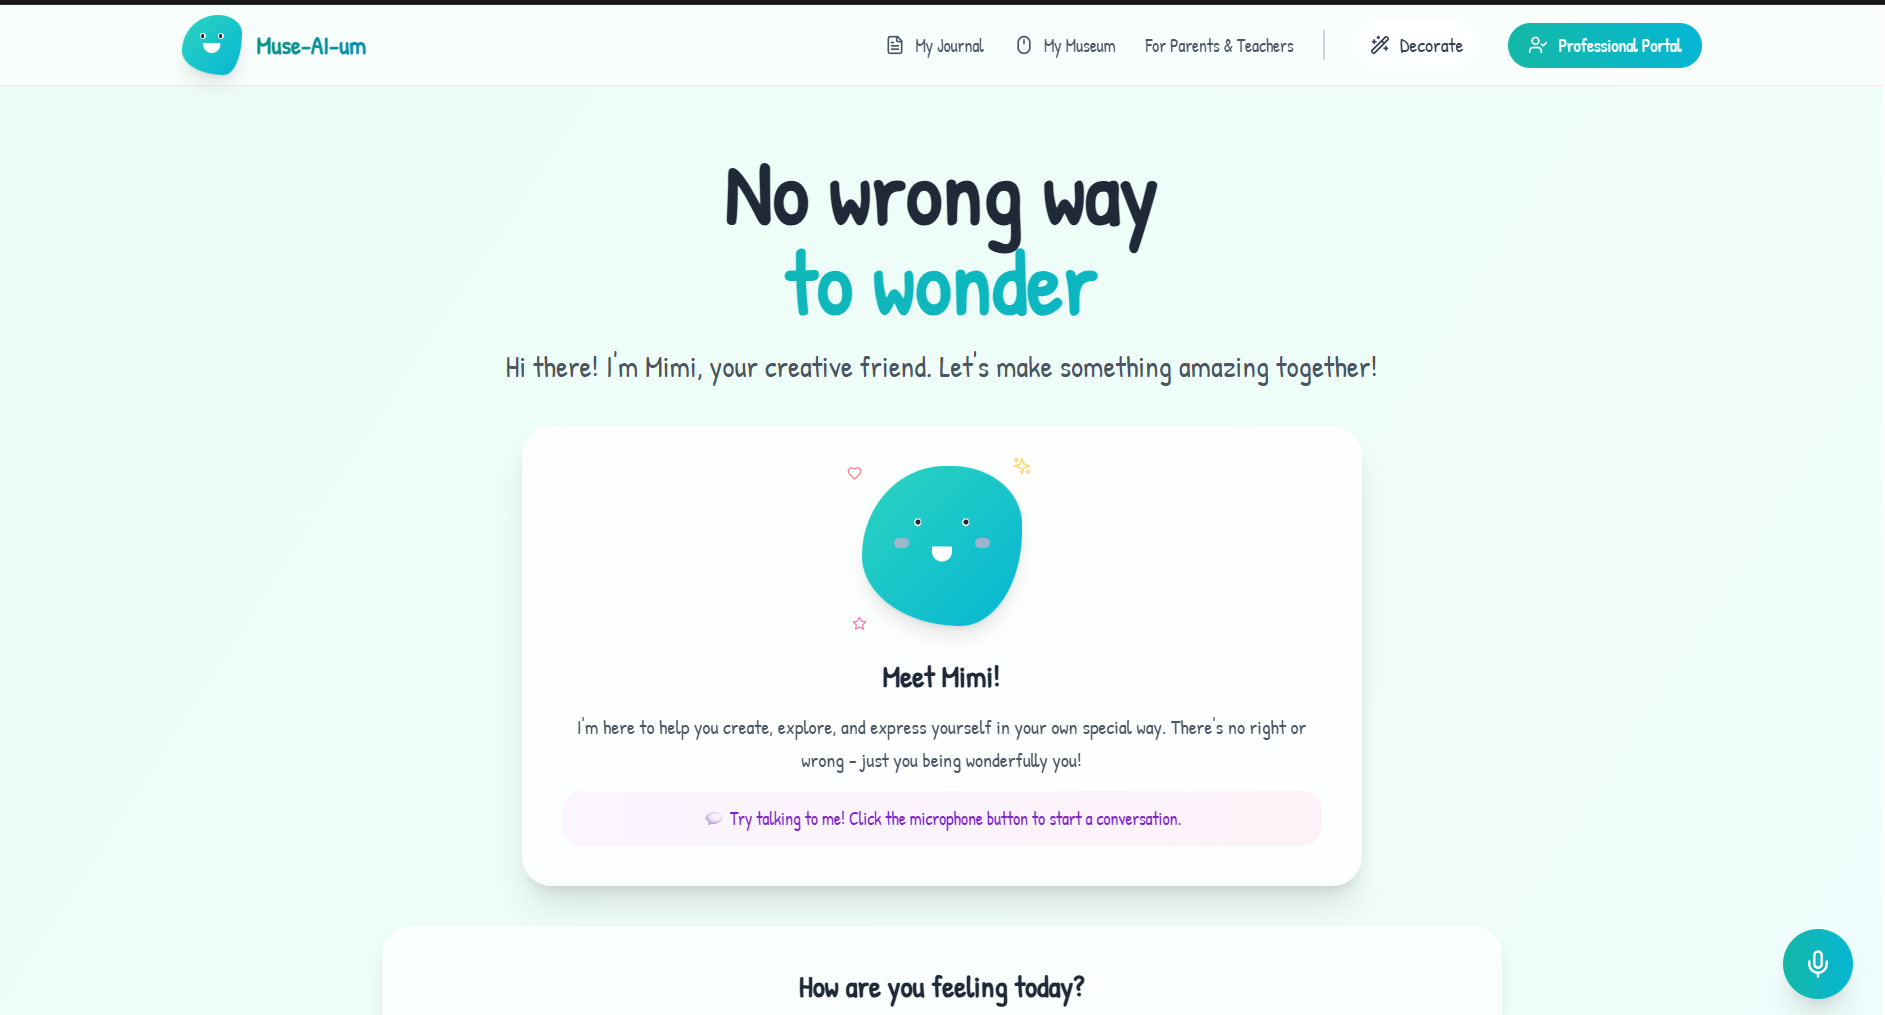 Muse-AI-um
My Journal
My Museum
For Parents & Teachers
Decorate
Professional Portal
No wrong way
to wonder
Hi there! I'm Mimi, your creative friend. Let's make something amazing together!
Meet Mimi!
I'm here to help you create, explore, and express yourself in your own special way. There's no right or
wrong - just you being wonderfully you!
Try talking to me! Click the microphone button to start a conversation.
How are you feeling today?